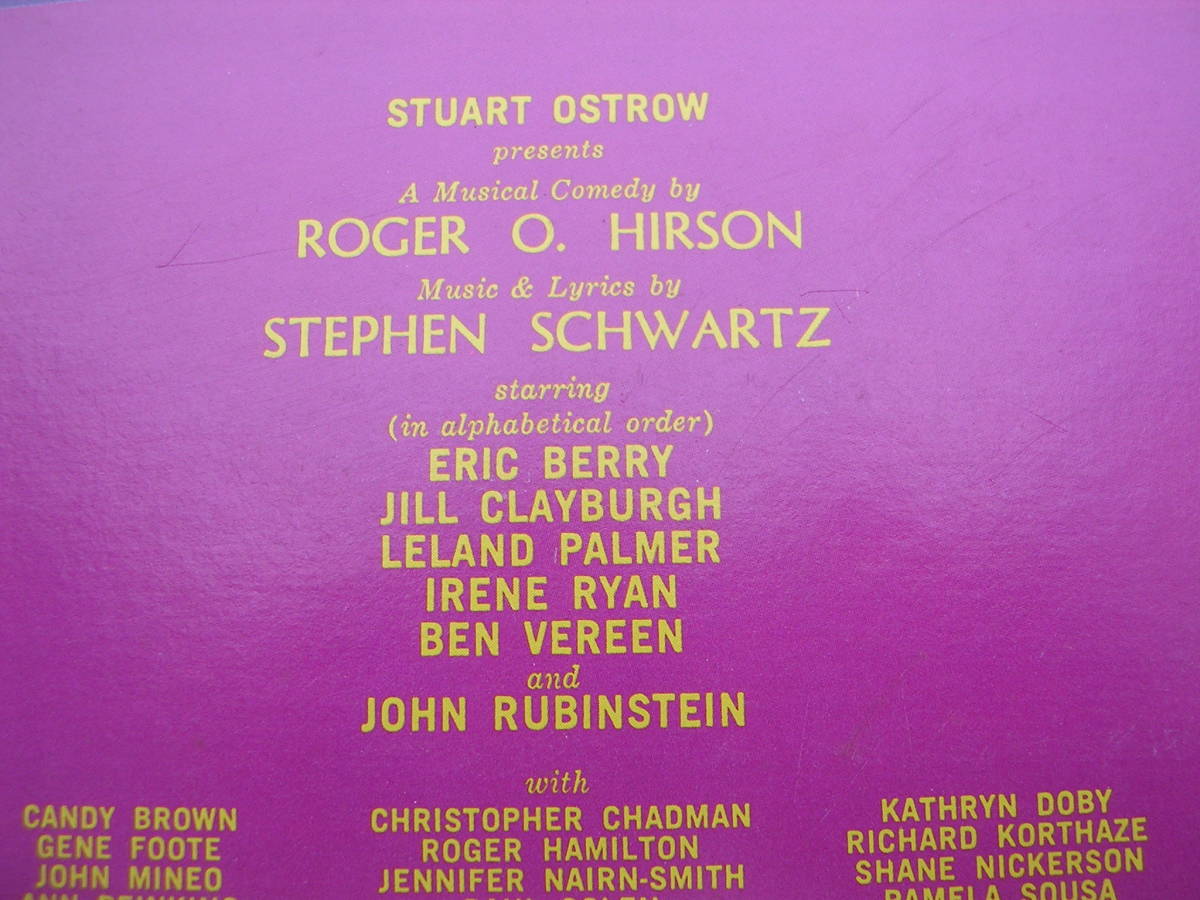 STUART OSTROW
presents
A Musical Comedy by
ROGER O. HIRSON
Music & Lyrics by
STEPHEN SCHWARTZ
starring
(in alphabetical order)
ERIC BERRY
JILL CLAYBURGH
LELAND PALMER
IRENE RYAN
BEN VEREEN
and
JOHN RUBINSTEIN
with
CANDY BROWN CHRISTOPHER CHADMAN KATHRYN DOBY
GENE FOOTE ROGER HAMILTON RICHARD KORTHAZE
JOHN MINEO JENNIFER NAIRN-SMITH SHANE NICKERSON
PAMELA SOUSA